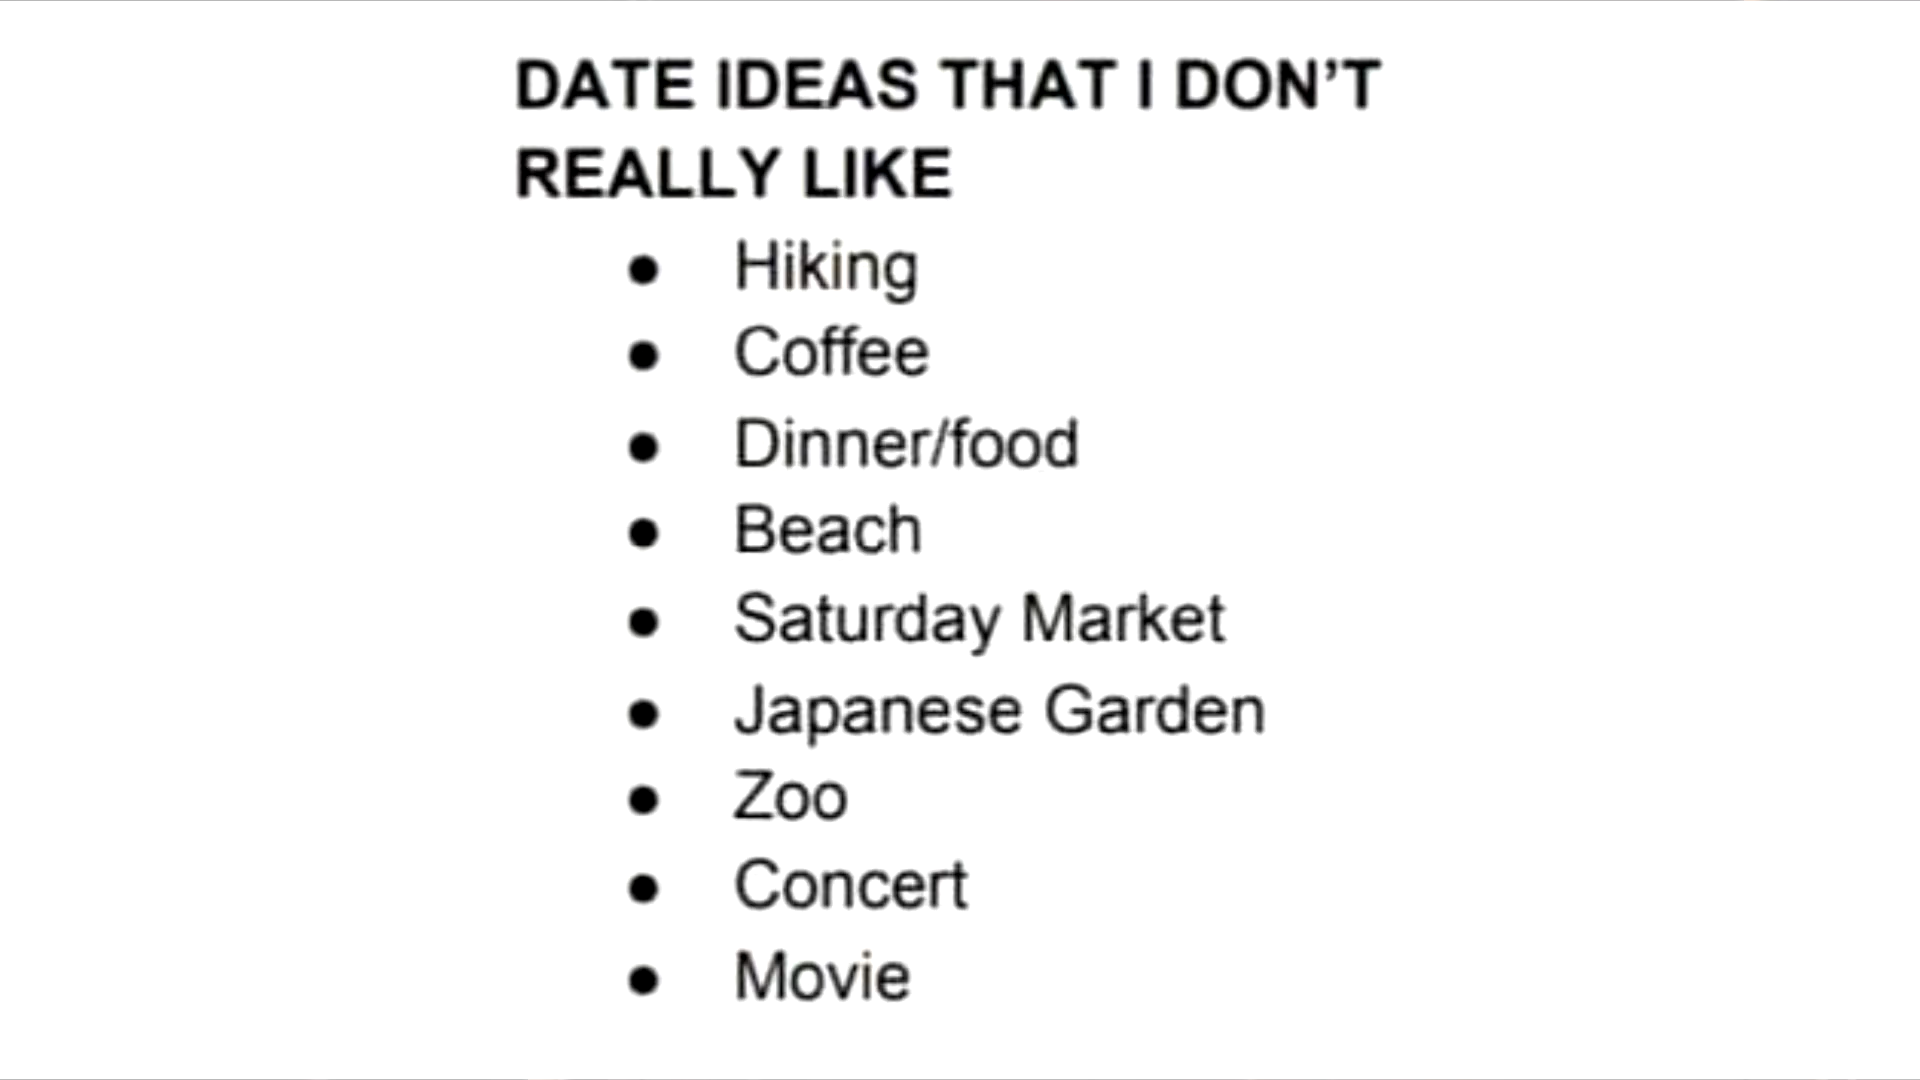 DATE IDEAS THAT I DON’T
REALLY LIKE
● Hiking
● Coffee
● Dinner/food
● Beach
● Saturday Market
● Japanese Garden
● Zoo
● Concert
● Movie